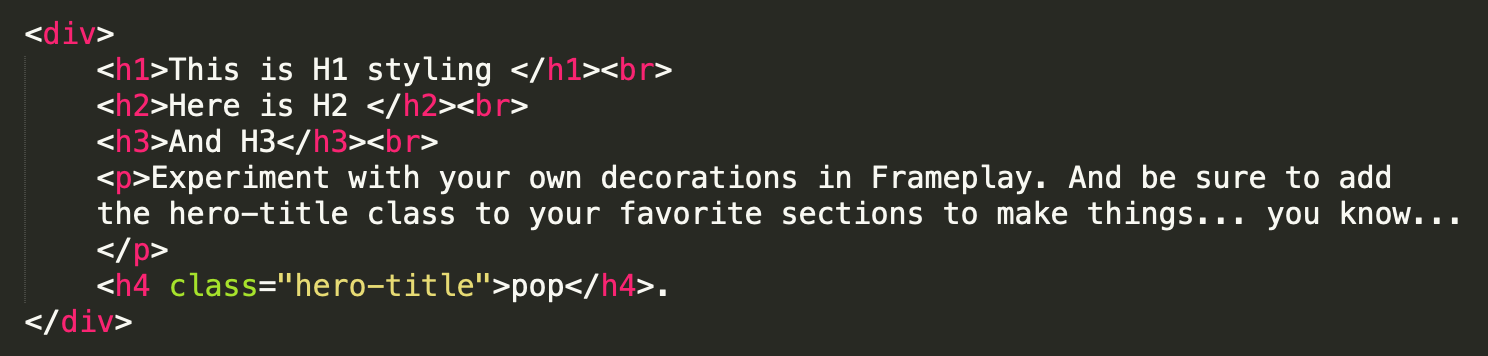 <div>
<h1>This is H1 styling </h1><br>
<h2>Here is H2 </h2><br>
<h3>And H3</h3><br>
<p>Experiment with your own decorations in Frameplay. And be sure to add
the hero-title class to your favorite sections to make things... you know...
</p>
<h4 class="hero-title">pop</h4>.
</div>